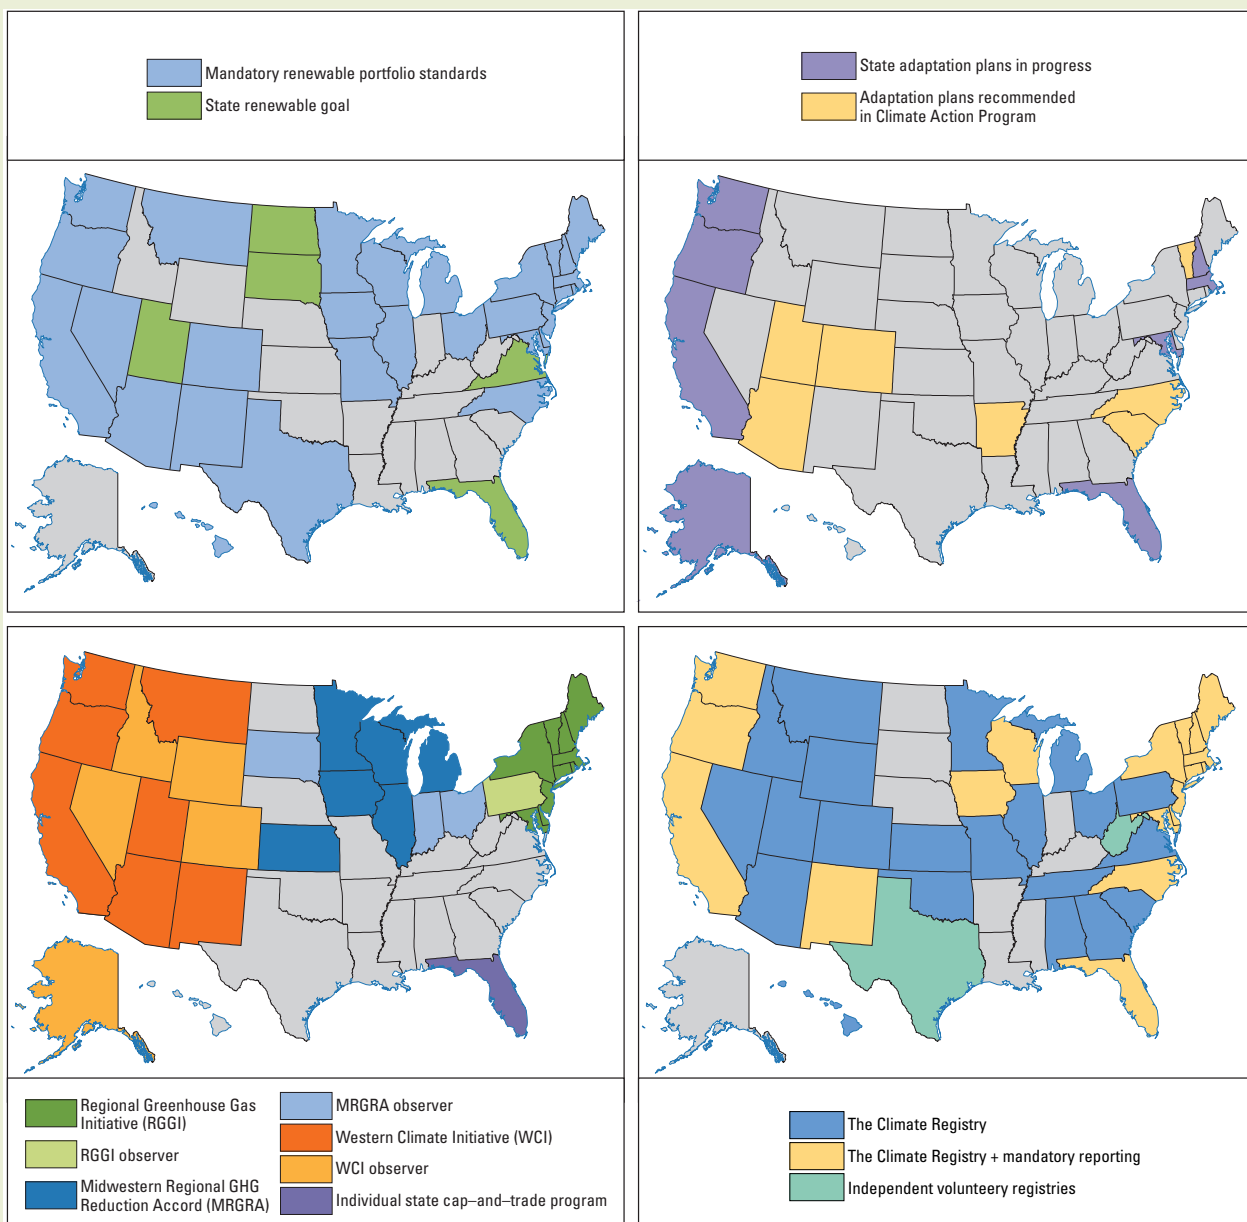 Mandatory renewable portfolio standards
State renewable goal
State adaptation plans in progress
Adaptation plans recommended
in Climate Action Program
Regional Greenhouse Gas
Initiative (RGGI)
RGGI observer
Midwestern Regional GHG
Reduction Accord (MRGRA)
MRGRA observer
Western Climate Initiative (WCI)
WCI observer
Individual state cap–and–trade program
The Climate Registry
The Climate Registry + mandatory reporting
Independent volunteery registries